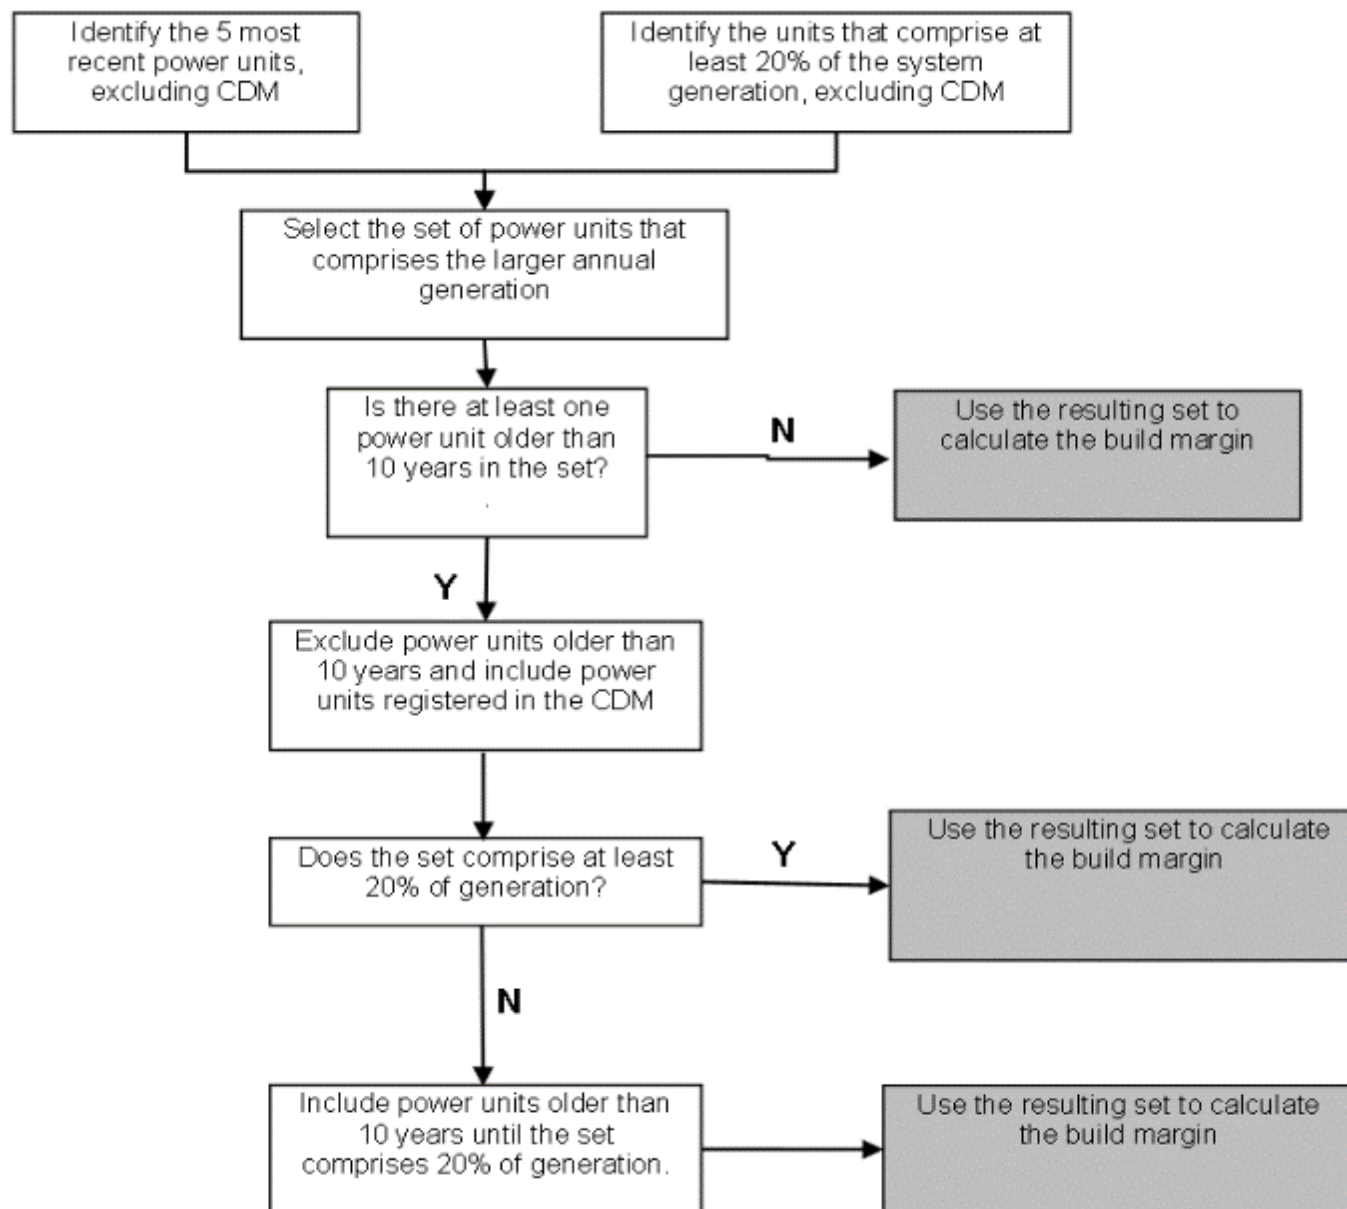 Identify the 5 most
recent power units,
excluding CDM
Identify the units that comprise at
least 20% of the system
generation, excluding CDM
Select the set of power units that
comprises the larger annual
generation
Is there at least one
power unit older than
10 years in the set?
.
N
Use the resulting set to
calculate the build margin
Y
Exclude power units older than
10 years and include power
units registered in the CDM
Does the set comprise at least
20% of generation?
Y
Use the resulting set to calculate
the build margin
N
Include power units older than
10 years until the set
comprises 20% of generation.
Use the resulting set to calculate
the build margin